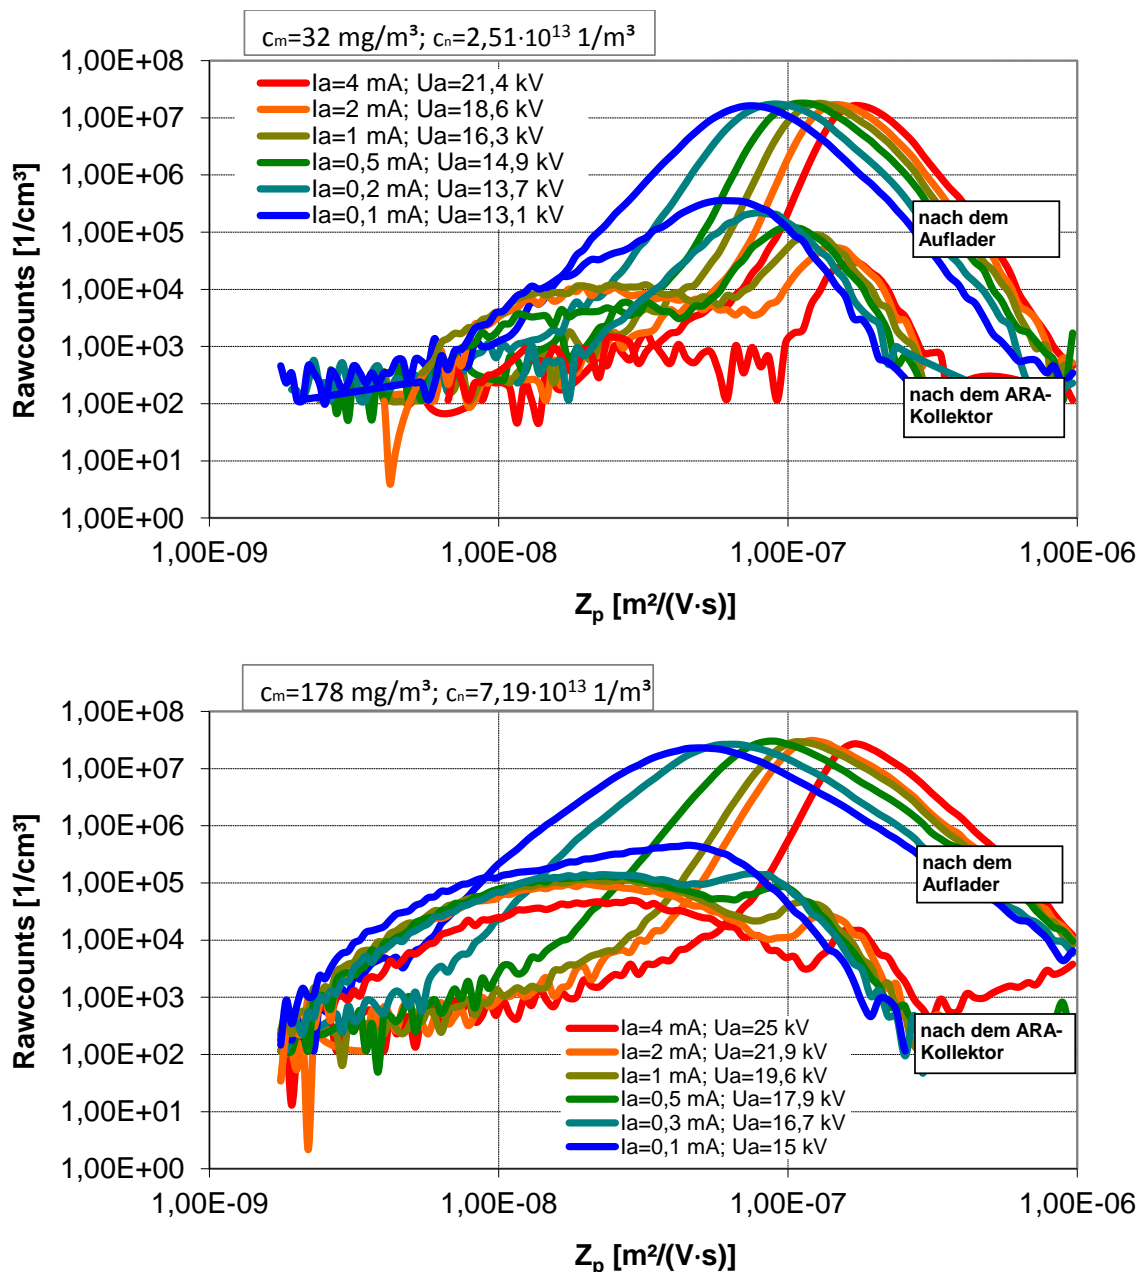 cm=32 mg/m³; cn=2,51·10¹³ 1/m³
1,00E+08
1,00E+07
1,00E+06
1,00E+05
1,00E+04
1,00E+03
1,00E+02
1,00E+01
1,00E+00
Rawcounts [1/cm³]
Ia=4 mA; Ua=21,4 kV
Ia=2 mA; Ua=18,6 kV
Ia=1 mA; Ua=16,3 kV
Ia=0,5 mA; Ua=14,9 kV
Ia=0,2 mA; Ua=13,7 kV
Ia=0,1 mA; Ua=13,1 kV
nach dem
Auflader
nach dem ARA-
Kollektor
1,00E-09
1,00E-08
1,00E-07
1,00E-06
Zp [m²/(V·s)]
cm=178 mg/m³; cn=7,19·10¹³ 1/m³
1,00E+08
1,00E+07
1,00E+06
1,00E+05
1,00E+04
1,00E+03
1,00E+02
1,00E+01
1,00E+00
Rawcounts [1/cm³]
nach dem
Auflader
nach dem ARA-
Kollektor
Ia=4 mA; Ua=25 kV
Ia=2 mA; Ua=21,9 kV
Ia=1 mA; Ua=19,6 kV
Ia=0,5 mA; Ua=17,9 kV
Ia=0,3 mA; Ua=16,7 kV
Ia=0,1 mA; Ua=15 kV
1,00E-09
1,00E-08
1,00E-07
1,00E-06
Zp [m²/(V·s)]